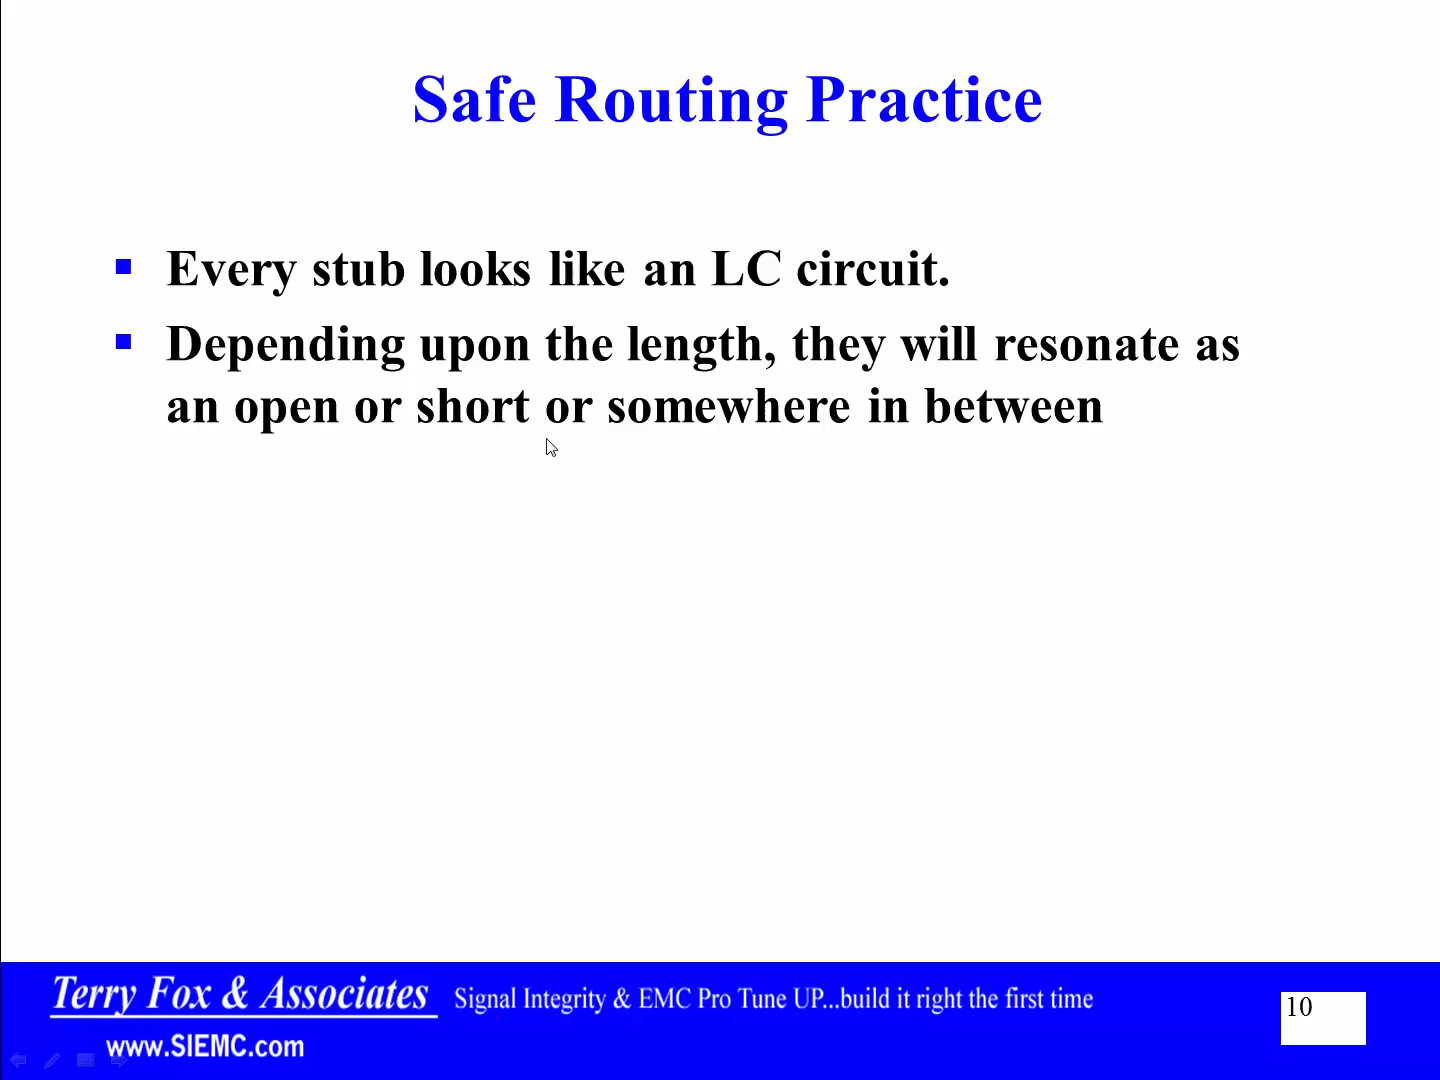 Safe Routing Practice
Every stub looks like an LC circuit.
Depending upon the length, they will resonate as
an open or short or somewhere in between
Terry Fox & Associates Signal Integrity & EMC Pro Tune UP...build it right the first time
10
www.SIEMC.com